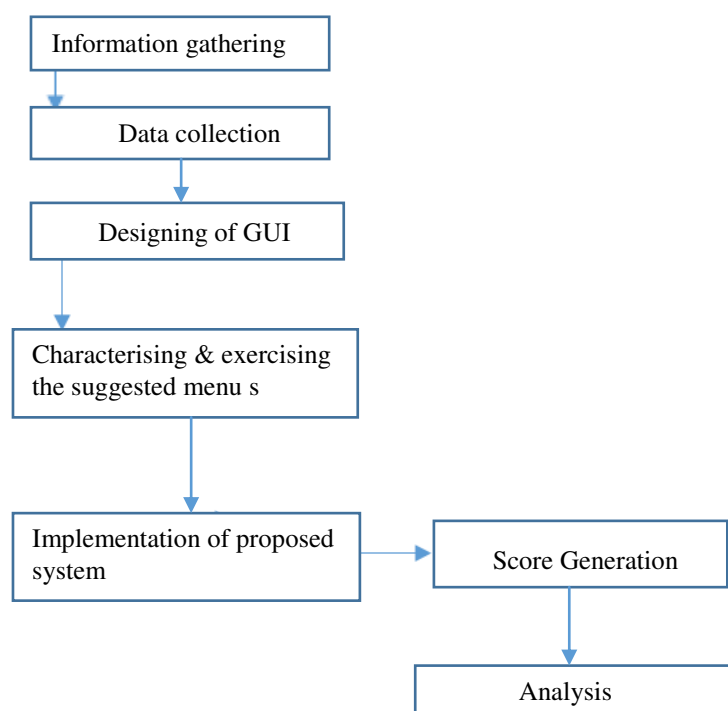 Information gathering
Data collection
Designing of GUI
Characterising & exercising
the suggested menu s
Implementation of proposed
system
Score Generation
Analysis